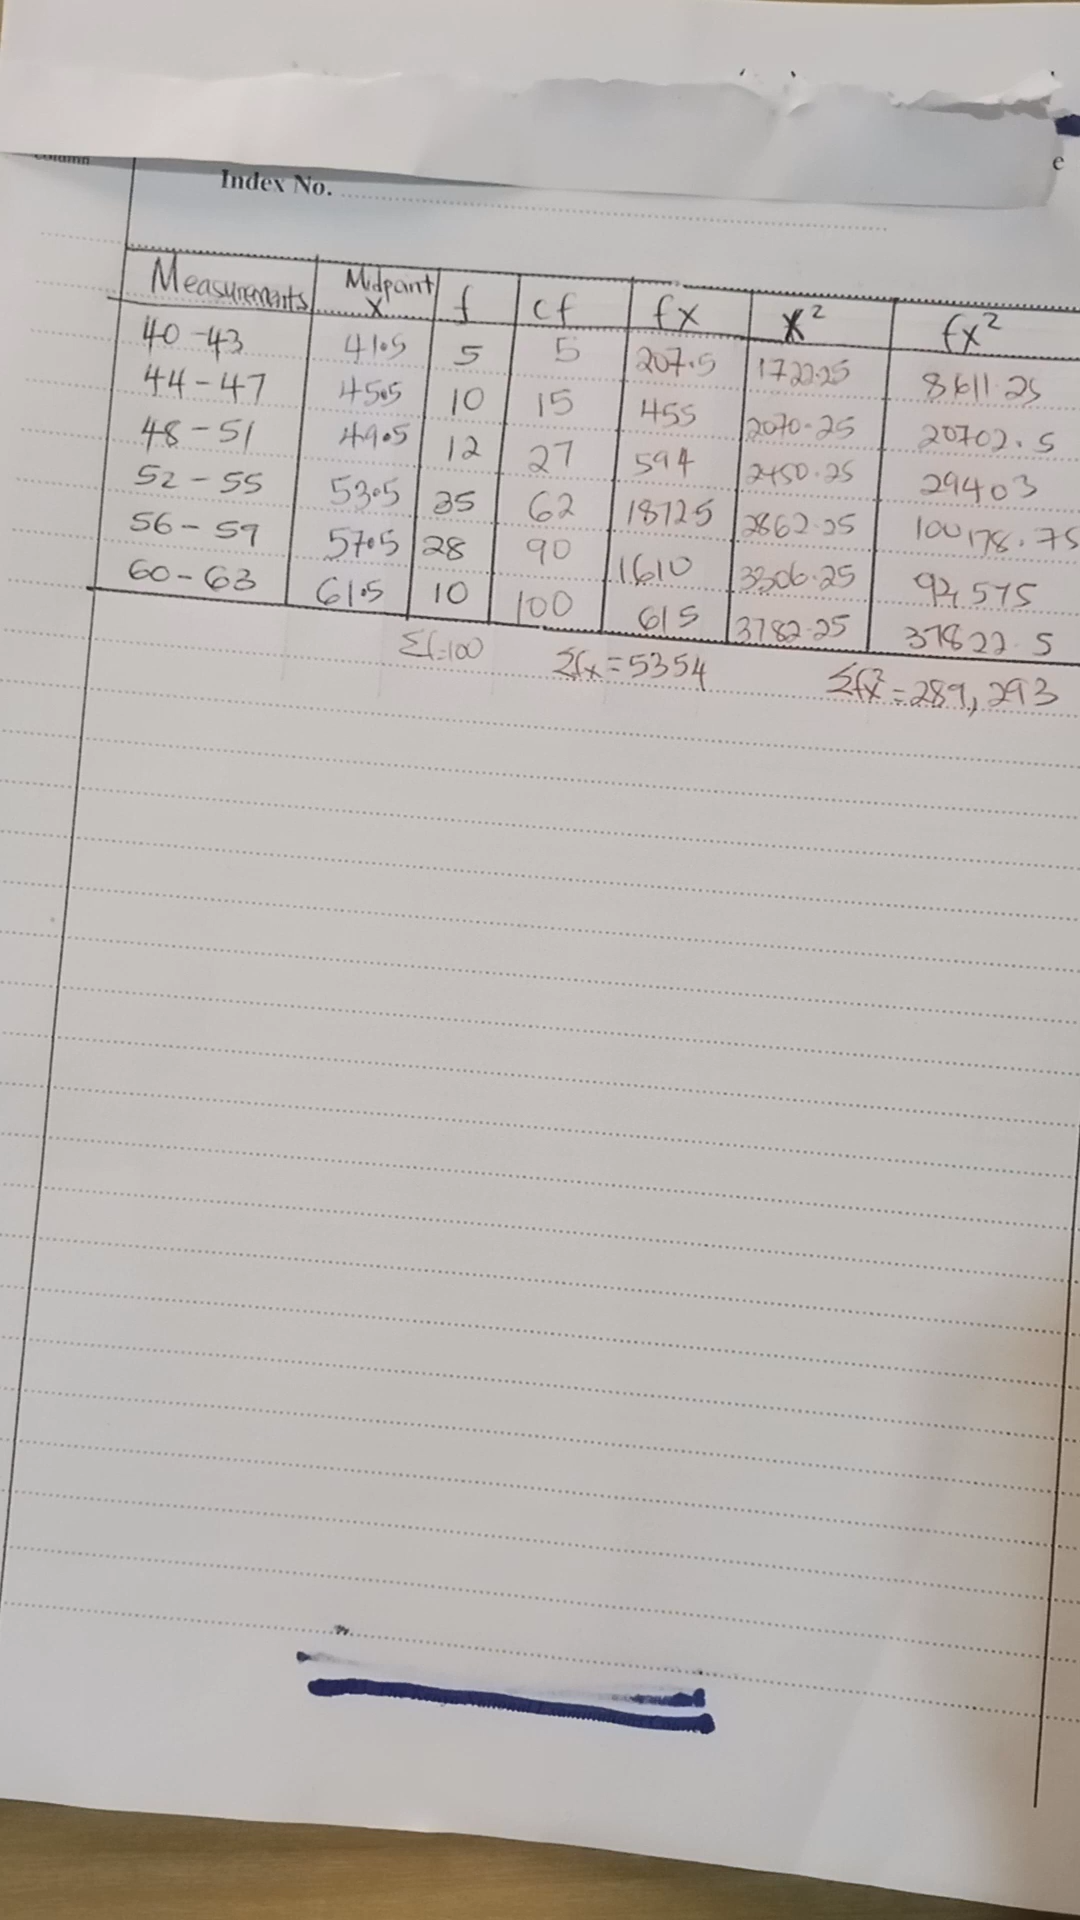 Index No.
Measurements Midpoint x f cf fx x² fx²
40-43 41.5 5 5 207.5 1722.25 8611.25
44-47 45.5 10 15 455 2070.25 20702.5
48-51 49.5 12 27 594 2450.25 29403
52-55 53.5 35 62 1872.5 2862.25 100178.75
56-59 57.5 28 90 1610 3306.25 92,575
60-63 61.5 10 100 615 3782.25 37822.5
Σf=100 Σfx=5354 Σfx²=289,293